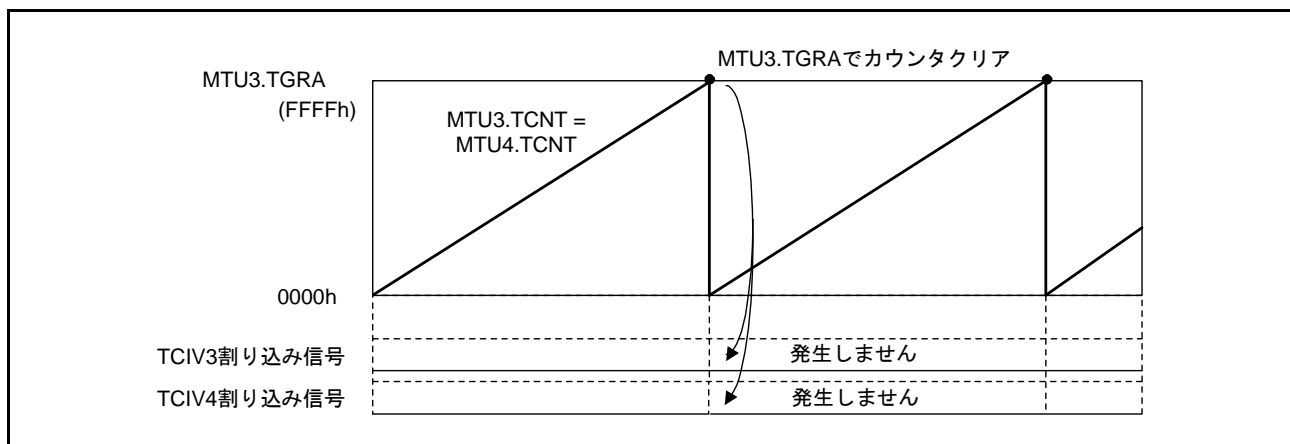 MTU3.TGRAでカウンタクリア
MTU3.TGRA
(FFFFh)
MTU3.TCNT =
MTU4.TCNT
0000h
TCIV3割り込み信号
発生しません
TCIV4割り込み信号
発生しません